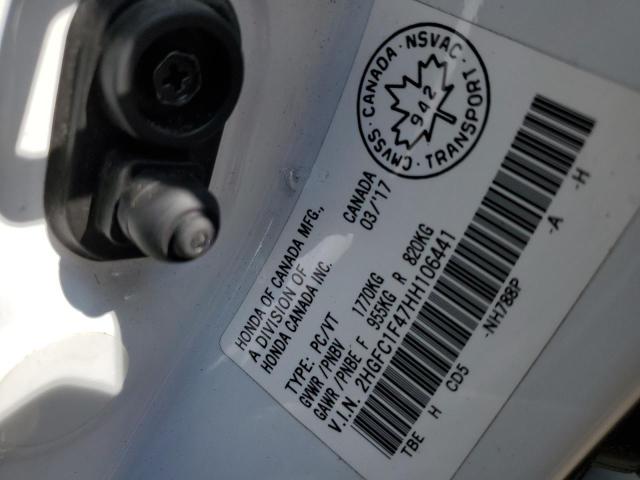 HONDA OF CANADA MFG., CANADA
A DIVISION OF 03/'17
HONDA CANADA INC.
TYPE: PC/VT
GVWR/PNBV 1770KG
GAWR/PNBE F 955KG R 820KG
V.I.N. 2HGFC1F47HH106441
TBE H CD5 -NH788P -A -H
CMVSS · CANADA · NSVAC · TRANSPORT
942